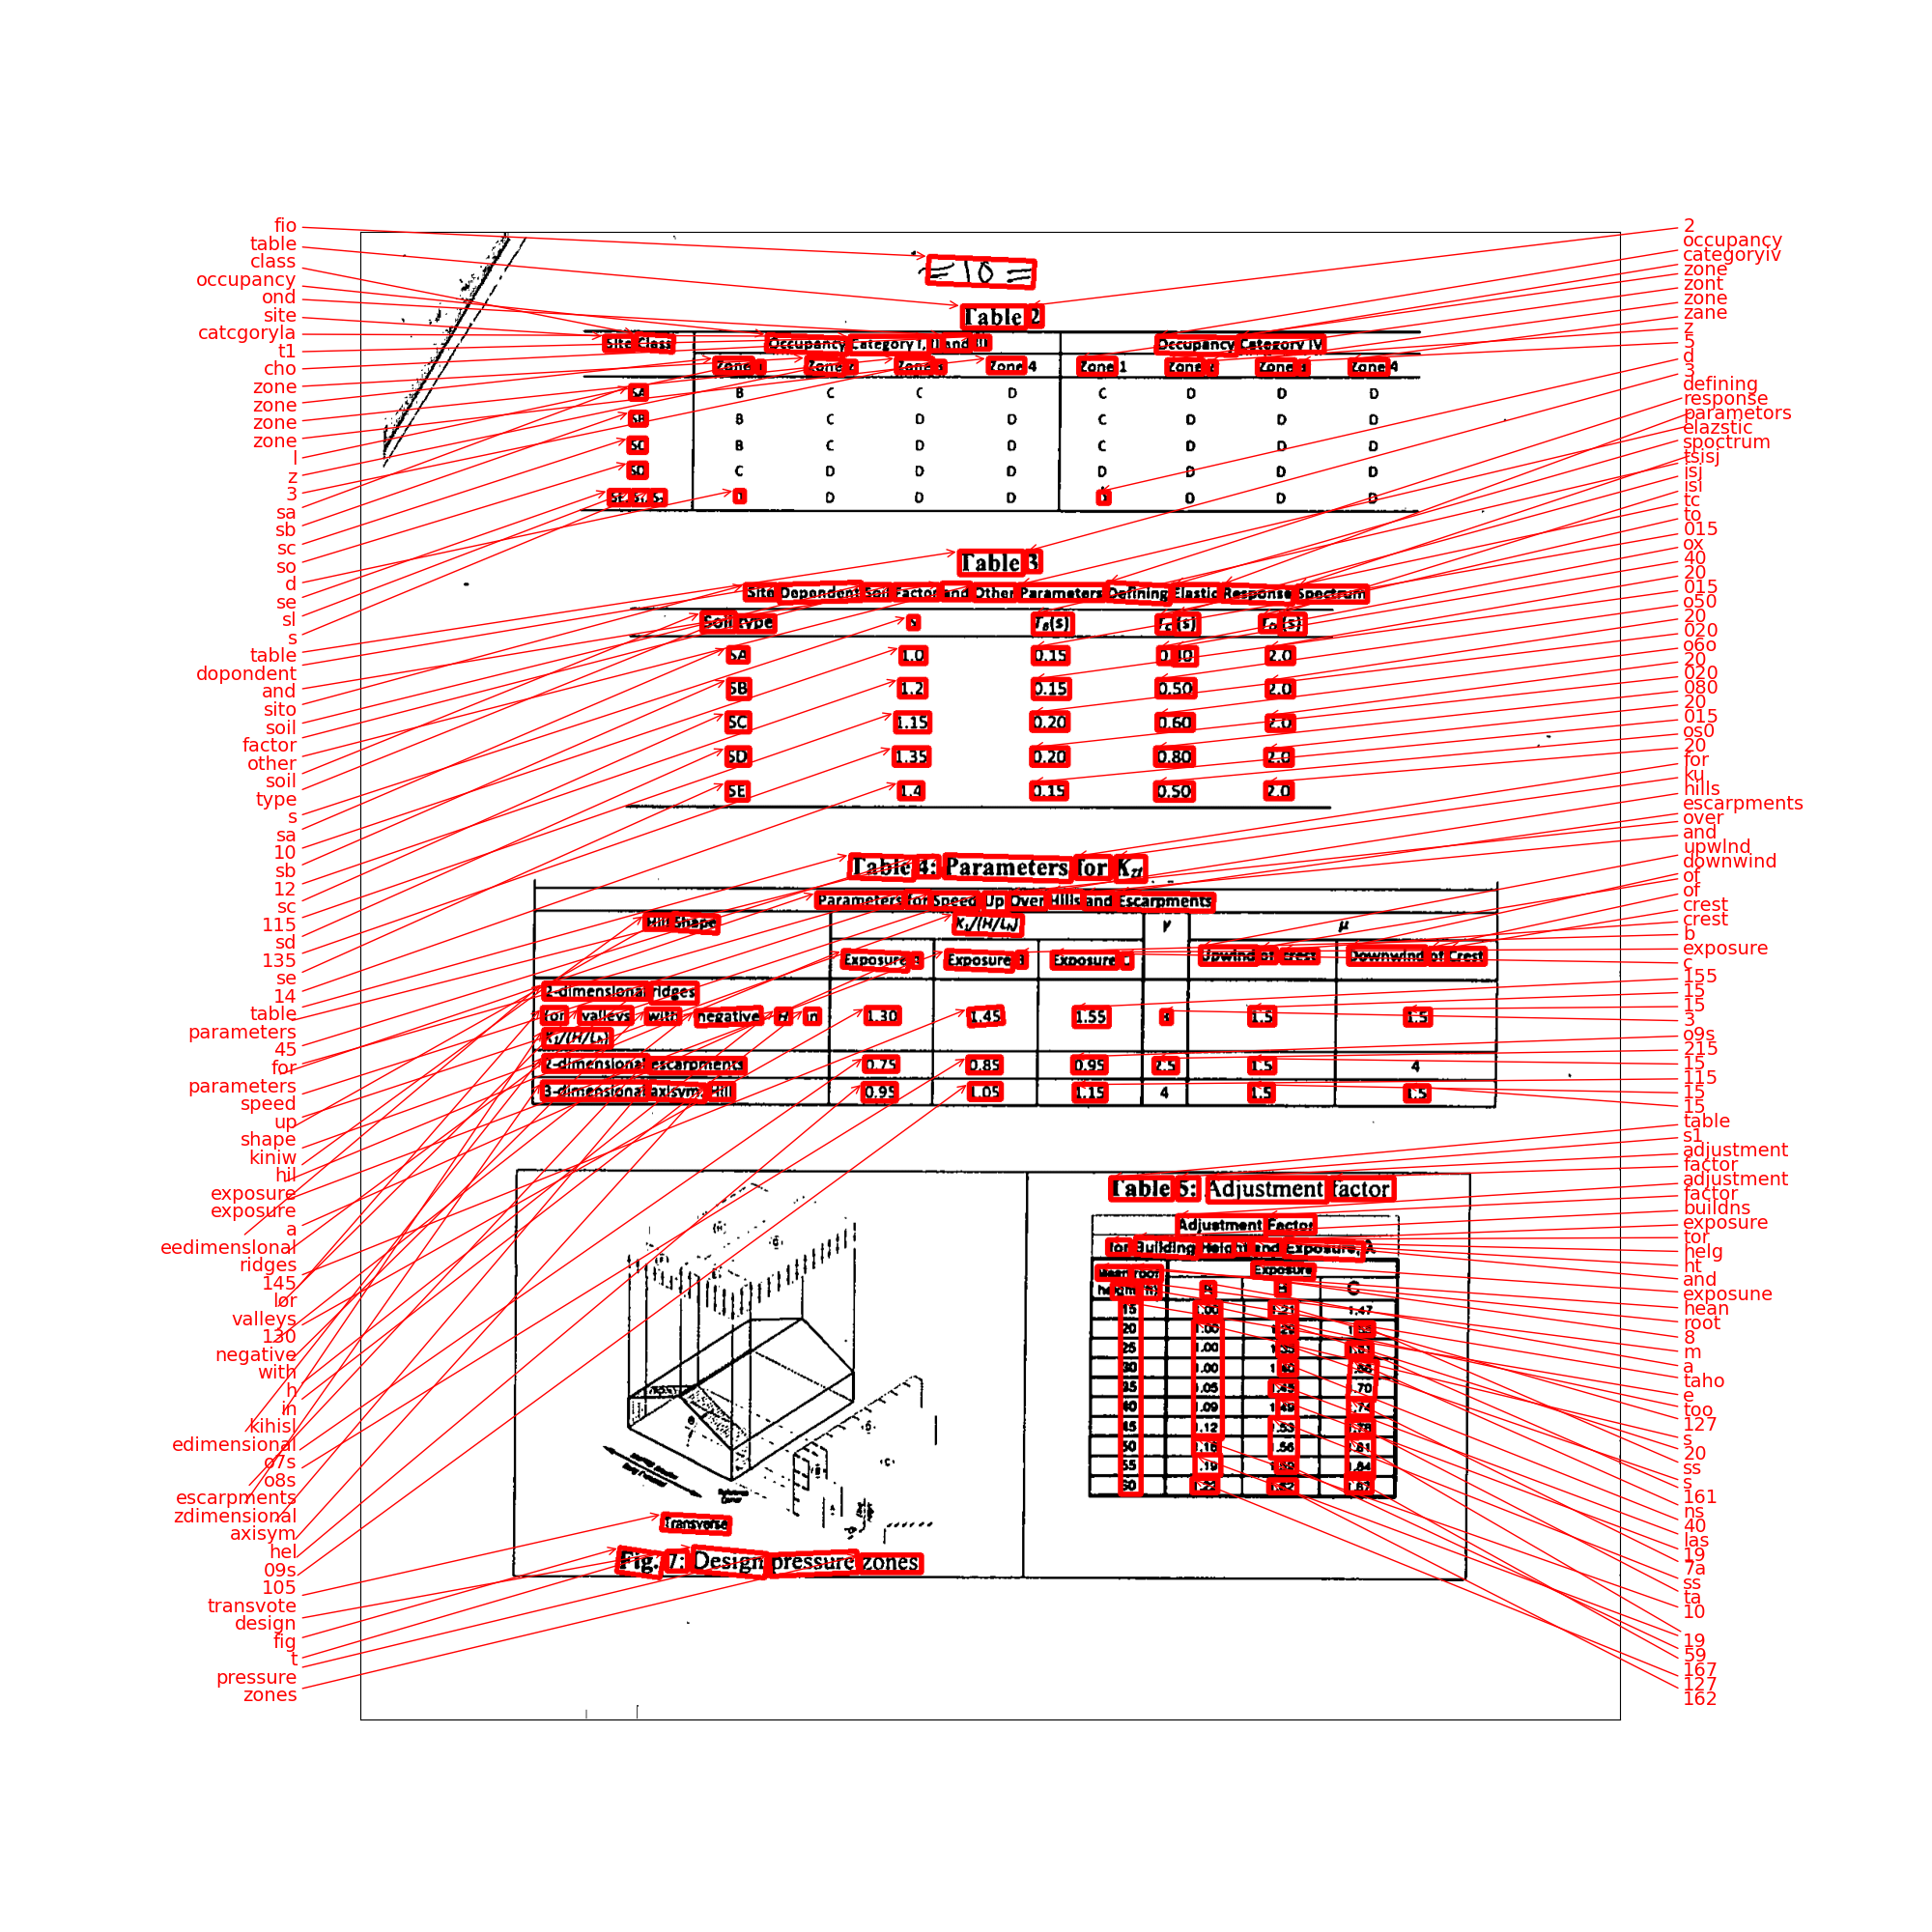 fio
table
class
occupancy
ond
site
catcgoryla
t1
cho
zone
zone
zone
zone
l
z
3
sa
sb
sc
so
d
se
sl
s
table
dopondent
and
sito
soil
factor
other
soil
type
s
sa
10
sb
12
sc
115
sd
135
se
14
table
parameters
45
for
parameters
speed
up
shape
kiniw
hil
exposure
exposure
a
eedimenslonal
ridges
145
lor
valleys
130
negative
with
h
in
kihisl
edimensional
o7s
o8s
escarpments
zdimensional
axisym
hel
09s
105
transvote
design
fig
t
pressure
zones
= 10 =
Table 2
Site Class Occupancy Category I, II and III Occupancy Category IV
Zone 1 Zone 2 Zone 3 Zone 4 Zone 1 Zone 2 Zone 3 Zone 4
SA B C C D C D D D
SB B C D D C D D D
SC B C D D C D D D
SD C D D D D D D D
SE, S1, S2 D D D D D D D D
Table 3
Site Dependent Soil Factor and Other Parameters Defining Elastic Response Spectrum
Soil type s T_B(s) T_C(s) T_D(s)
SA 1.0 0.15 0.40 2.0
SB 1.2 0.15 0.50 2.0
SC 1.15 0.20 0.60 2.0
SD 1.35 0.20 0.80 2.0
SE 1.4 0.15 0.50 2.0
Table 4: Parameters for K_zt
Parameters for Speed Up Over Hills and Escarpments
Hill Shape K₁/(H/L_h) γ μ
Exposure A Exposure B Exposure C Upwind of Crest Downwind of Crest
2-dimensional ridges
(or valleys with negative H in
K₁/(H/L_h)) 1.30 1.45 1.55 3 1.5 1.5
2-dimensional escarpments 0.75 0.85 0.95 2.5 1.5 4
3-dimensional axisym. Hill 0.95 1.05 1.15 4 1.5 1.5
Transverse
Fig. 7: Design pressure zones
Table 5: Adjustment factor
Adjustment Factor
for Building Height and Exposure, λ
Mean roof height (ft) Exposure
B C
15 1.00 1.21 1.47
20 1.00 1.29 1.55
25 1.00 1.35 1.61
30 1.00 1.40 1.66
35 1.05 1.45 1.70
40 1.09 1.49 1.74
45 1.12 1.53 1.78
50 1.16 1.56 1.81
55 1.19 1.59 1.84
60 1.22 1.62 1.87
2
occupancy
categoryiv
zone
zont
zone
zane
z
5
d
3
defining
response
parametors
elazstic
spoctrum
tsisj
isj
isi
tc
to
015
ox
40
20
015
o50
20
020
o6o
20
020
080
20
015
os0
20
for
ku
hills
escarpments
over
and
upwlnd
downwind
of
of
crest
crest
b
exposure
c
155
15
15
3
o9s
215
15
115
15
15
table
s1
adjustment
factor
adjustment
factor
buildns
exposure
tor
helg
ht
and
exposune
hean
root
8
m
a
taho
e
too
127
s
20
ss
s
161
ns
40
las
19
7a
ss
ta
10
19
59
167
127
162